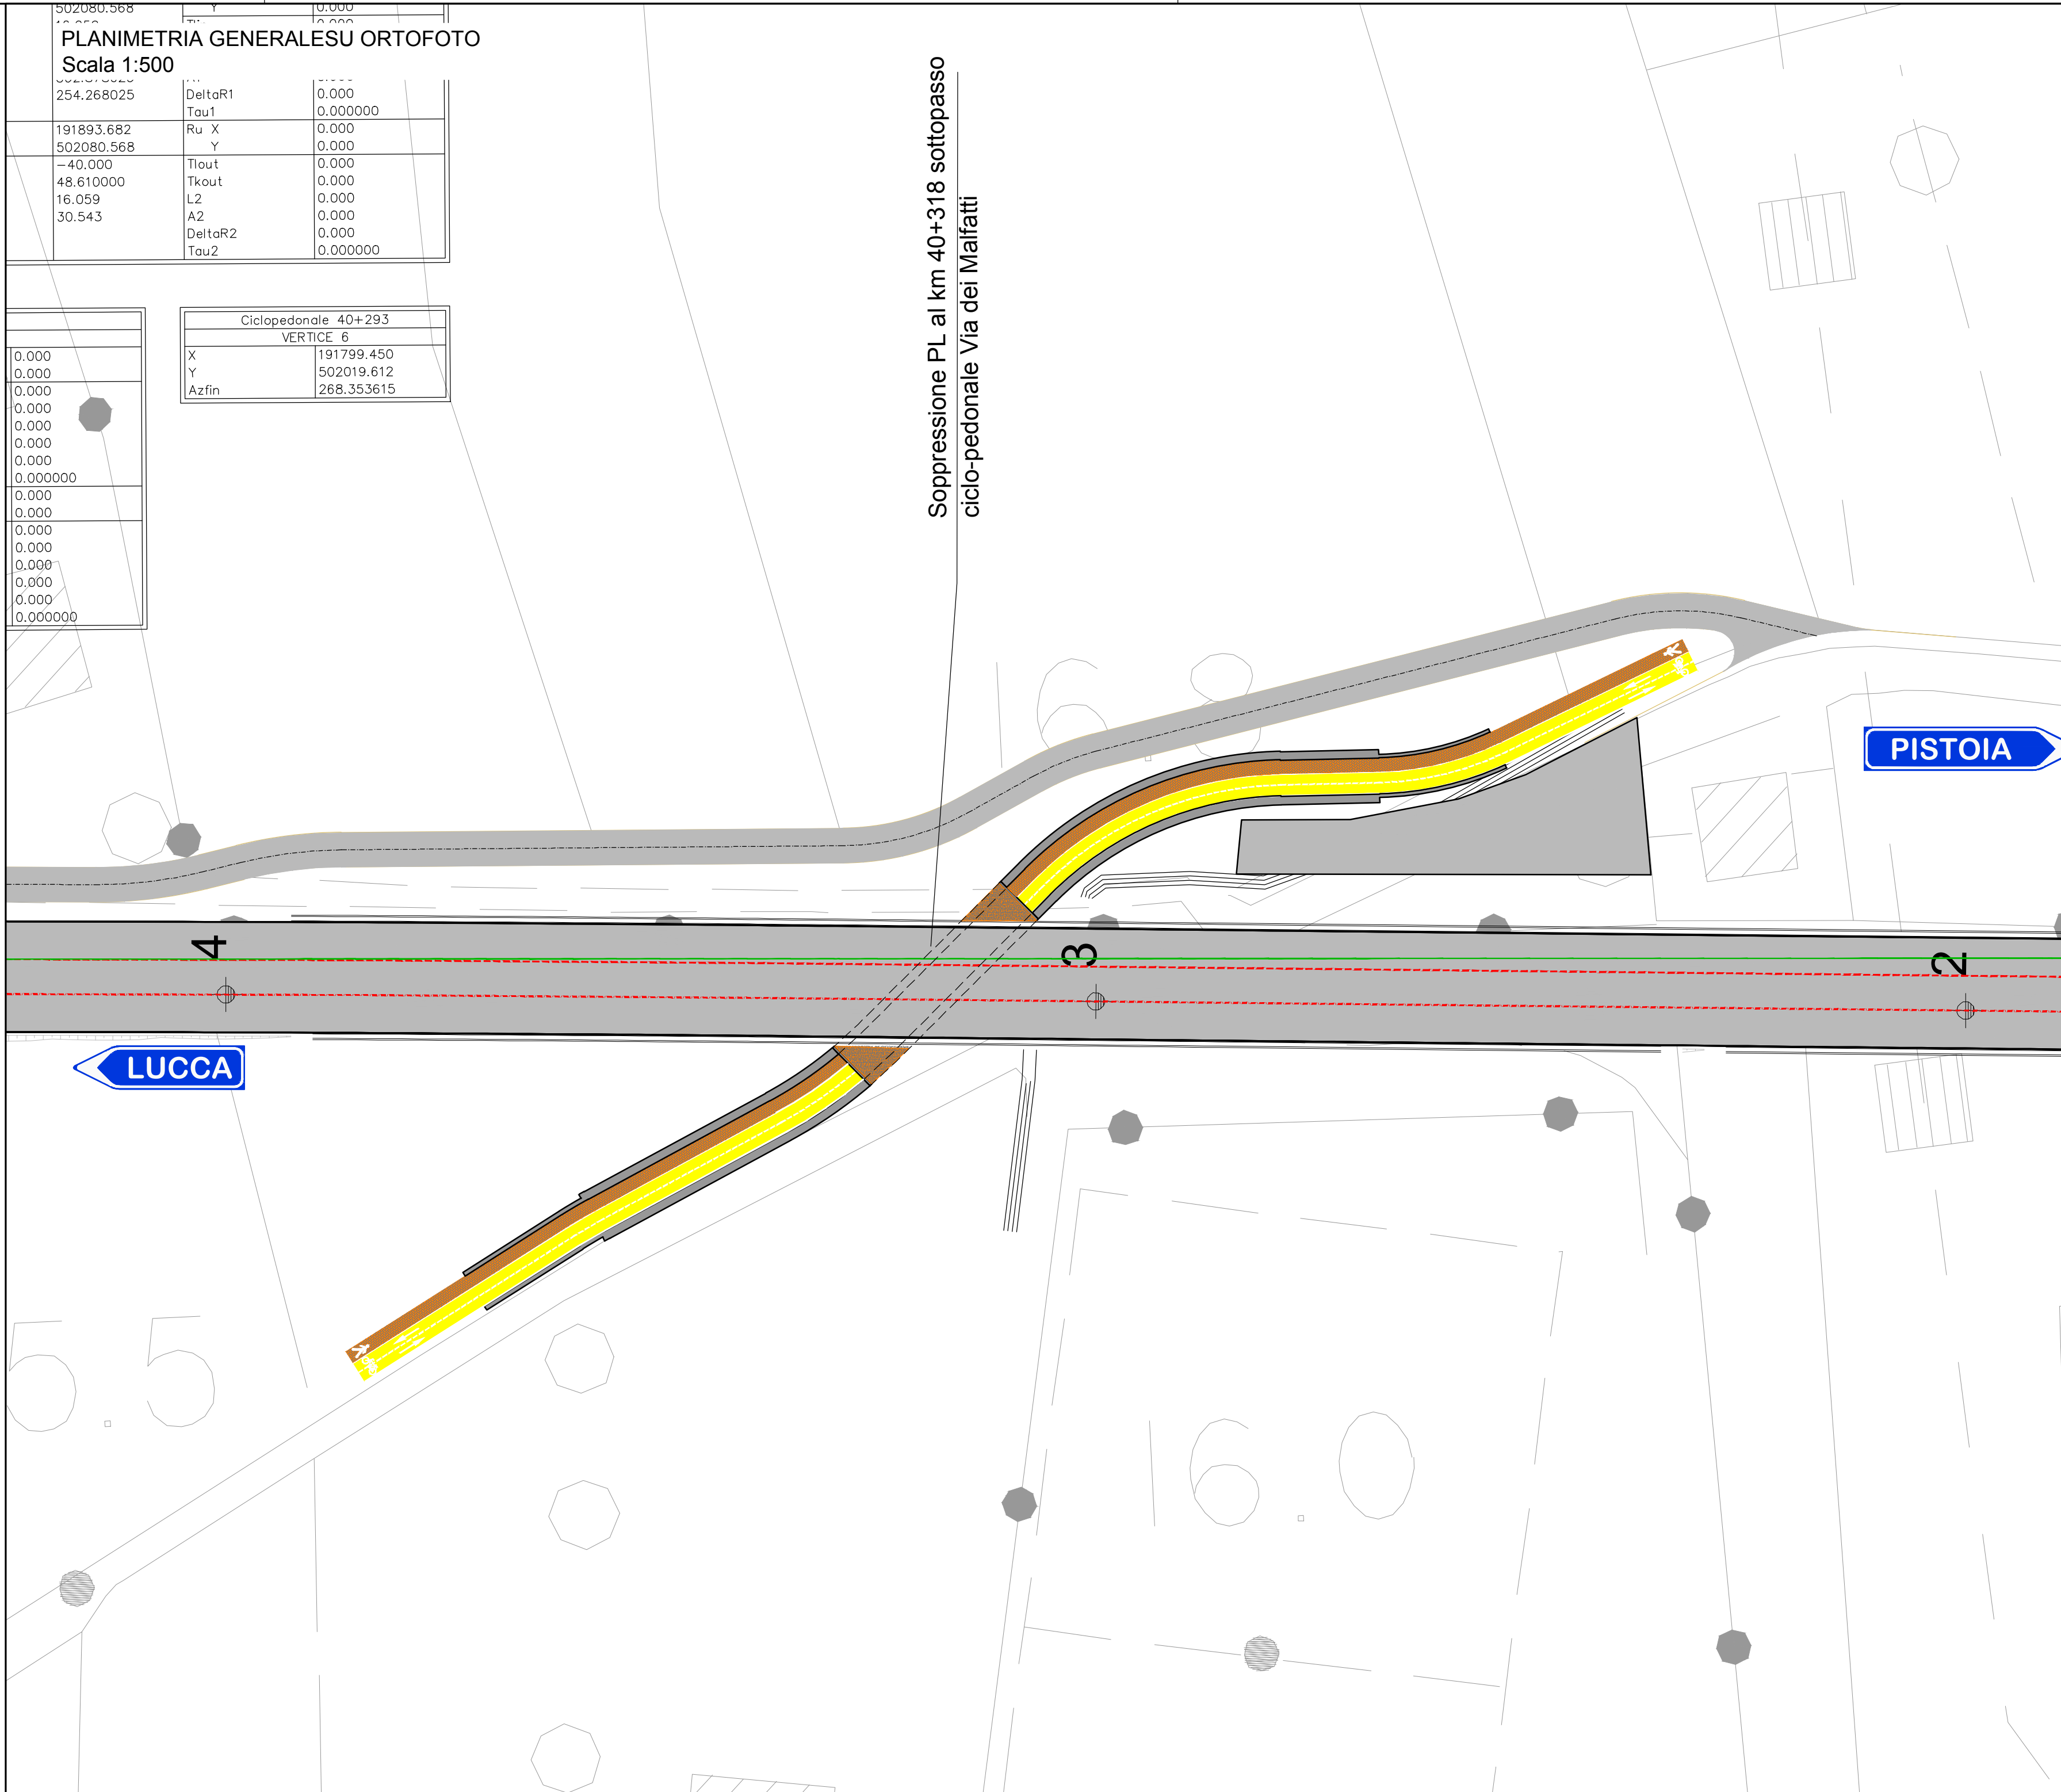 502080.568 Y 0.000
PLANIMETRIA GENERALESU ORTOFOTO
Scala 1:500
254.268025 DeltaR1 0.000
Tau1 0.000000
191893.682 Ru X 0.000
502080.568 Y 0.000
−40.000 Tlout 0.000
48.610000 Tkout 0.000
16.059 L2 0.000
30.543 A2 0.000
DeltaR2 0.000
Tau2 0.000000
0.000
0.000
0.000
0.000
0.000
0.000
0.000
0.000000
0.000
0.000
0.000
0.000
0.000
0.000
0.000
0.000000
Ciclopedonale 40+293
VERTICE 6
X 191799.450
Y 502019.612
Azfin 268.353615
Soppressione PL al km 40+318 sottopasso
ciclo-pedonale Via dei Malfatti
PISTOIA
4
3
2
LUCCA